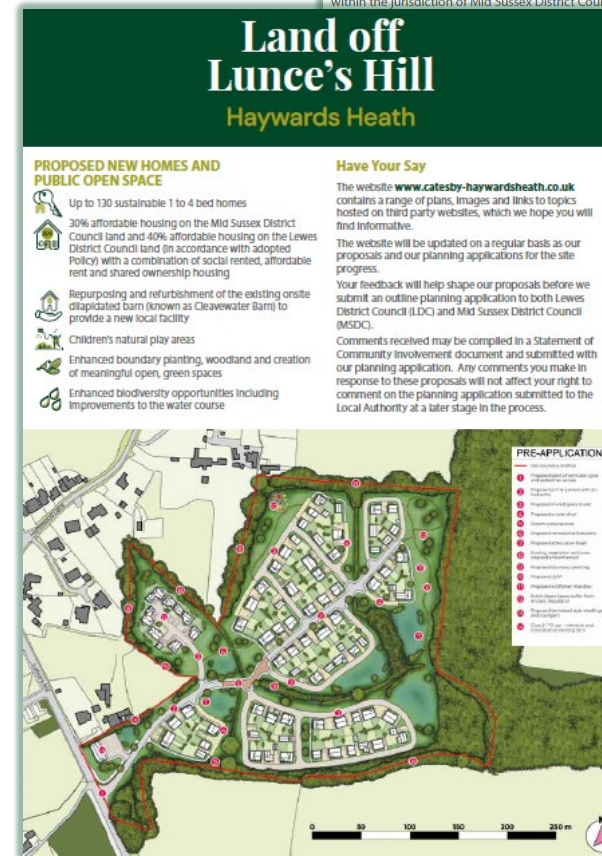 within the jurisdiction of Mid Sussex District Coun
Land off
Lunce's Hill
Haywards Heath
PROPOSED NEW HOMES AND
PUBLIC OPEN SPACE
Up to 130 sustainable 1 to 4 bed homes
30% affordable housing on the Mid Sussex District
Council land and 40% affordable housing on the Lewes
District Council land (in accordance with adopted
Policy) with a combination of social rented, affordable
rent and shared ownership housing
Repurposing and refurbishment of the existing onsite
dilapidated barn (known as Cleavewater Barn) to
provide a new local facility
Children's natural play areas
Enhanced boundary planting, woodland and creation
of meaningful open, green spaces
Enhanced biodiversity opportunities including
improvements to the water course
Have Your Say
The website www.catesby-haywardsheath.co.uk
contains a range of plans, images and links to topics
hosted on third party websites, which we hope you will
find informative.
The website will be updated on a regular basis as our
proposals and our planning applications for the site
progress.
Your feedback will help shape our proposals before we
submit an outline planning application to both Lewes
District Council (LDC) and Mid Sussex District Council
(MSDC).
Comments received may be compiled in a Statement of
Community Involvement document and submitted with
our planning application. Any comments you make in
response to these proposals will not affect your right to
comment on the planning application submitted to the
Local Authority at a later stage in the process.
PRE-APPLICATION
0 50 100 150 200 250 m
N